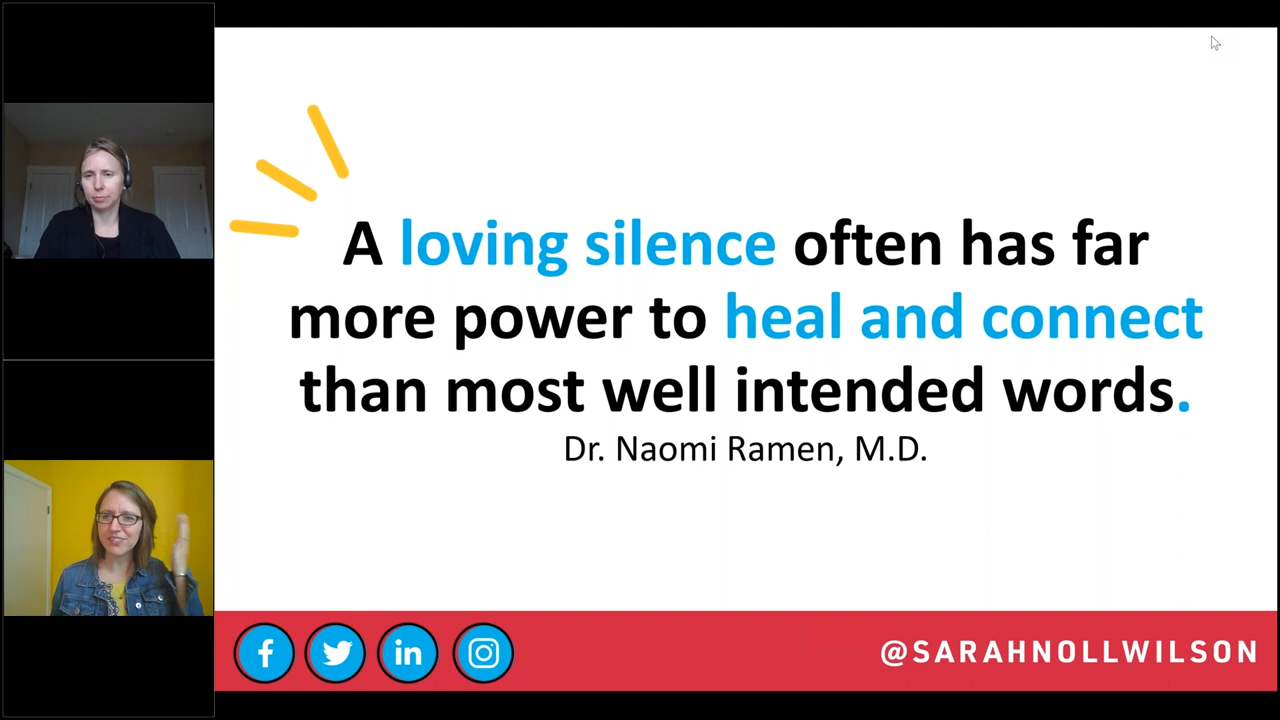 A loving silence often has far
more power to heal and connect
than most well intended words.
Dr. Naomi Ramen, M.D.
@SARAHNOLLWILSON